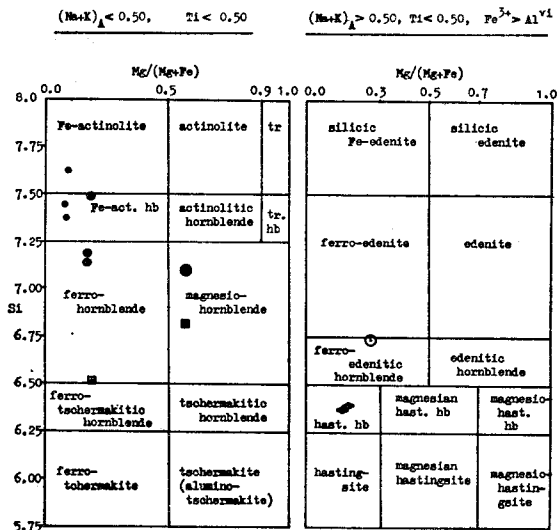 (Na+K)A < 0.50, Ti < 0.50
Mg/(Mg+Fe)
0.0 0.5 0.9 1.0
8.0
7.75
7.50
7.25
7.00
Si
6.75
6.50
6.25
6.00
5.75
Fe-actinolite
actinolite
tr
Fe-act. hb
actinolitic
hornblende
tr.
hb
ferro-
hornblende
magnesio-
hornblende
ferro-
tschermakitic
hornblende
tschermakitic
hornblende
ferro-
tchermakite
tschermakite
(alumino-
tschermakite)
(Na+K)A > 0.50, Ti < 0.50, Fe3+ > Alvi
Mg/(Mg+Fe)
0.0 0.3 0.5 0.7 1.0
silicic
Fe-edenite
silicic
edenite
ferro-edenite
edenite
ferro-
edenitic
hornblende
edenitic
hornblende
hast. hb
magnesian
hast. hb
magnesio-
hast.
hb
hasting-
site
magnesian
hastingsite
magnesio-
hastin-
gsite